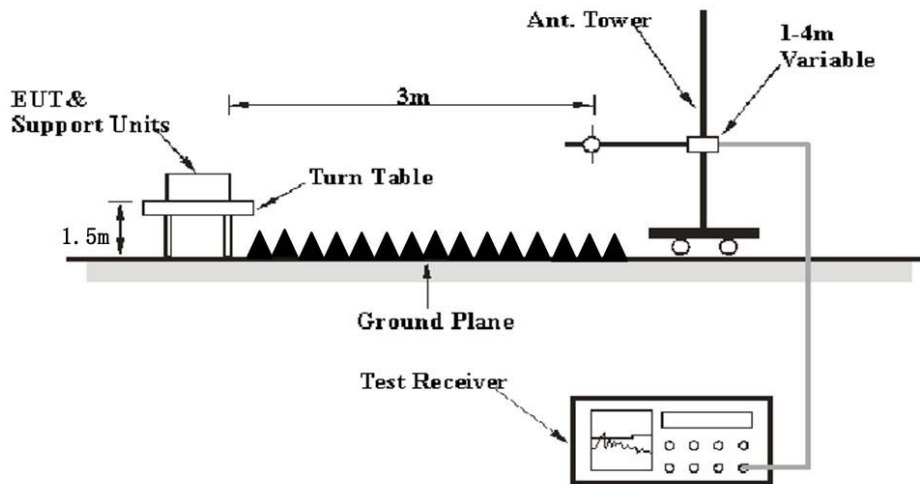 Ant. Tower
1-4m
Variable
EUT&
Support Units
3m
Turn Table
1.5m
Ground Plane
Test Receiver